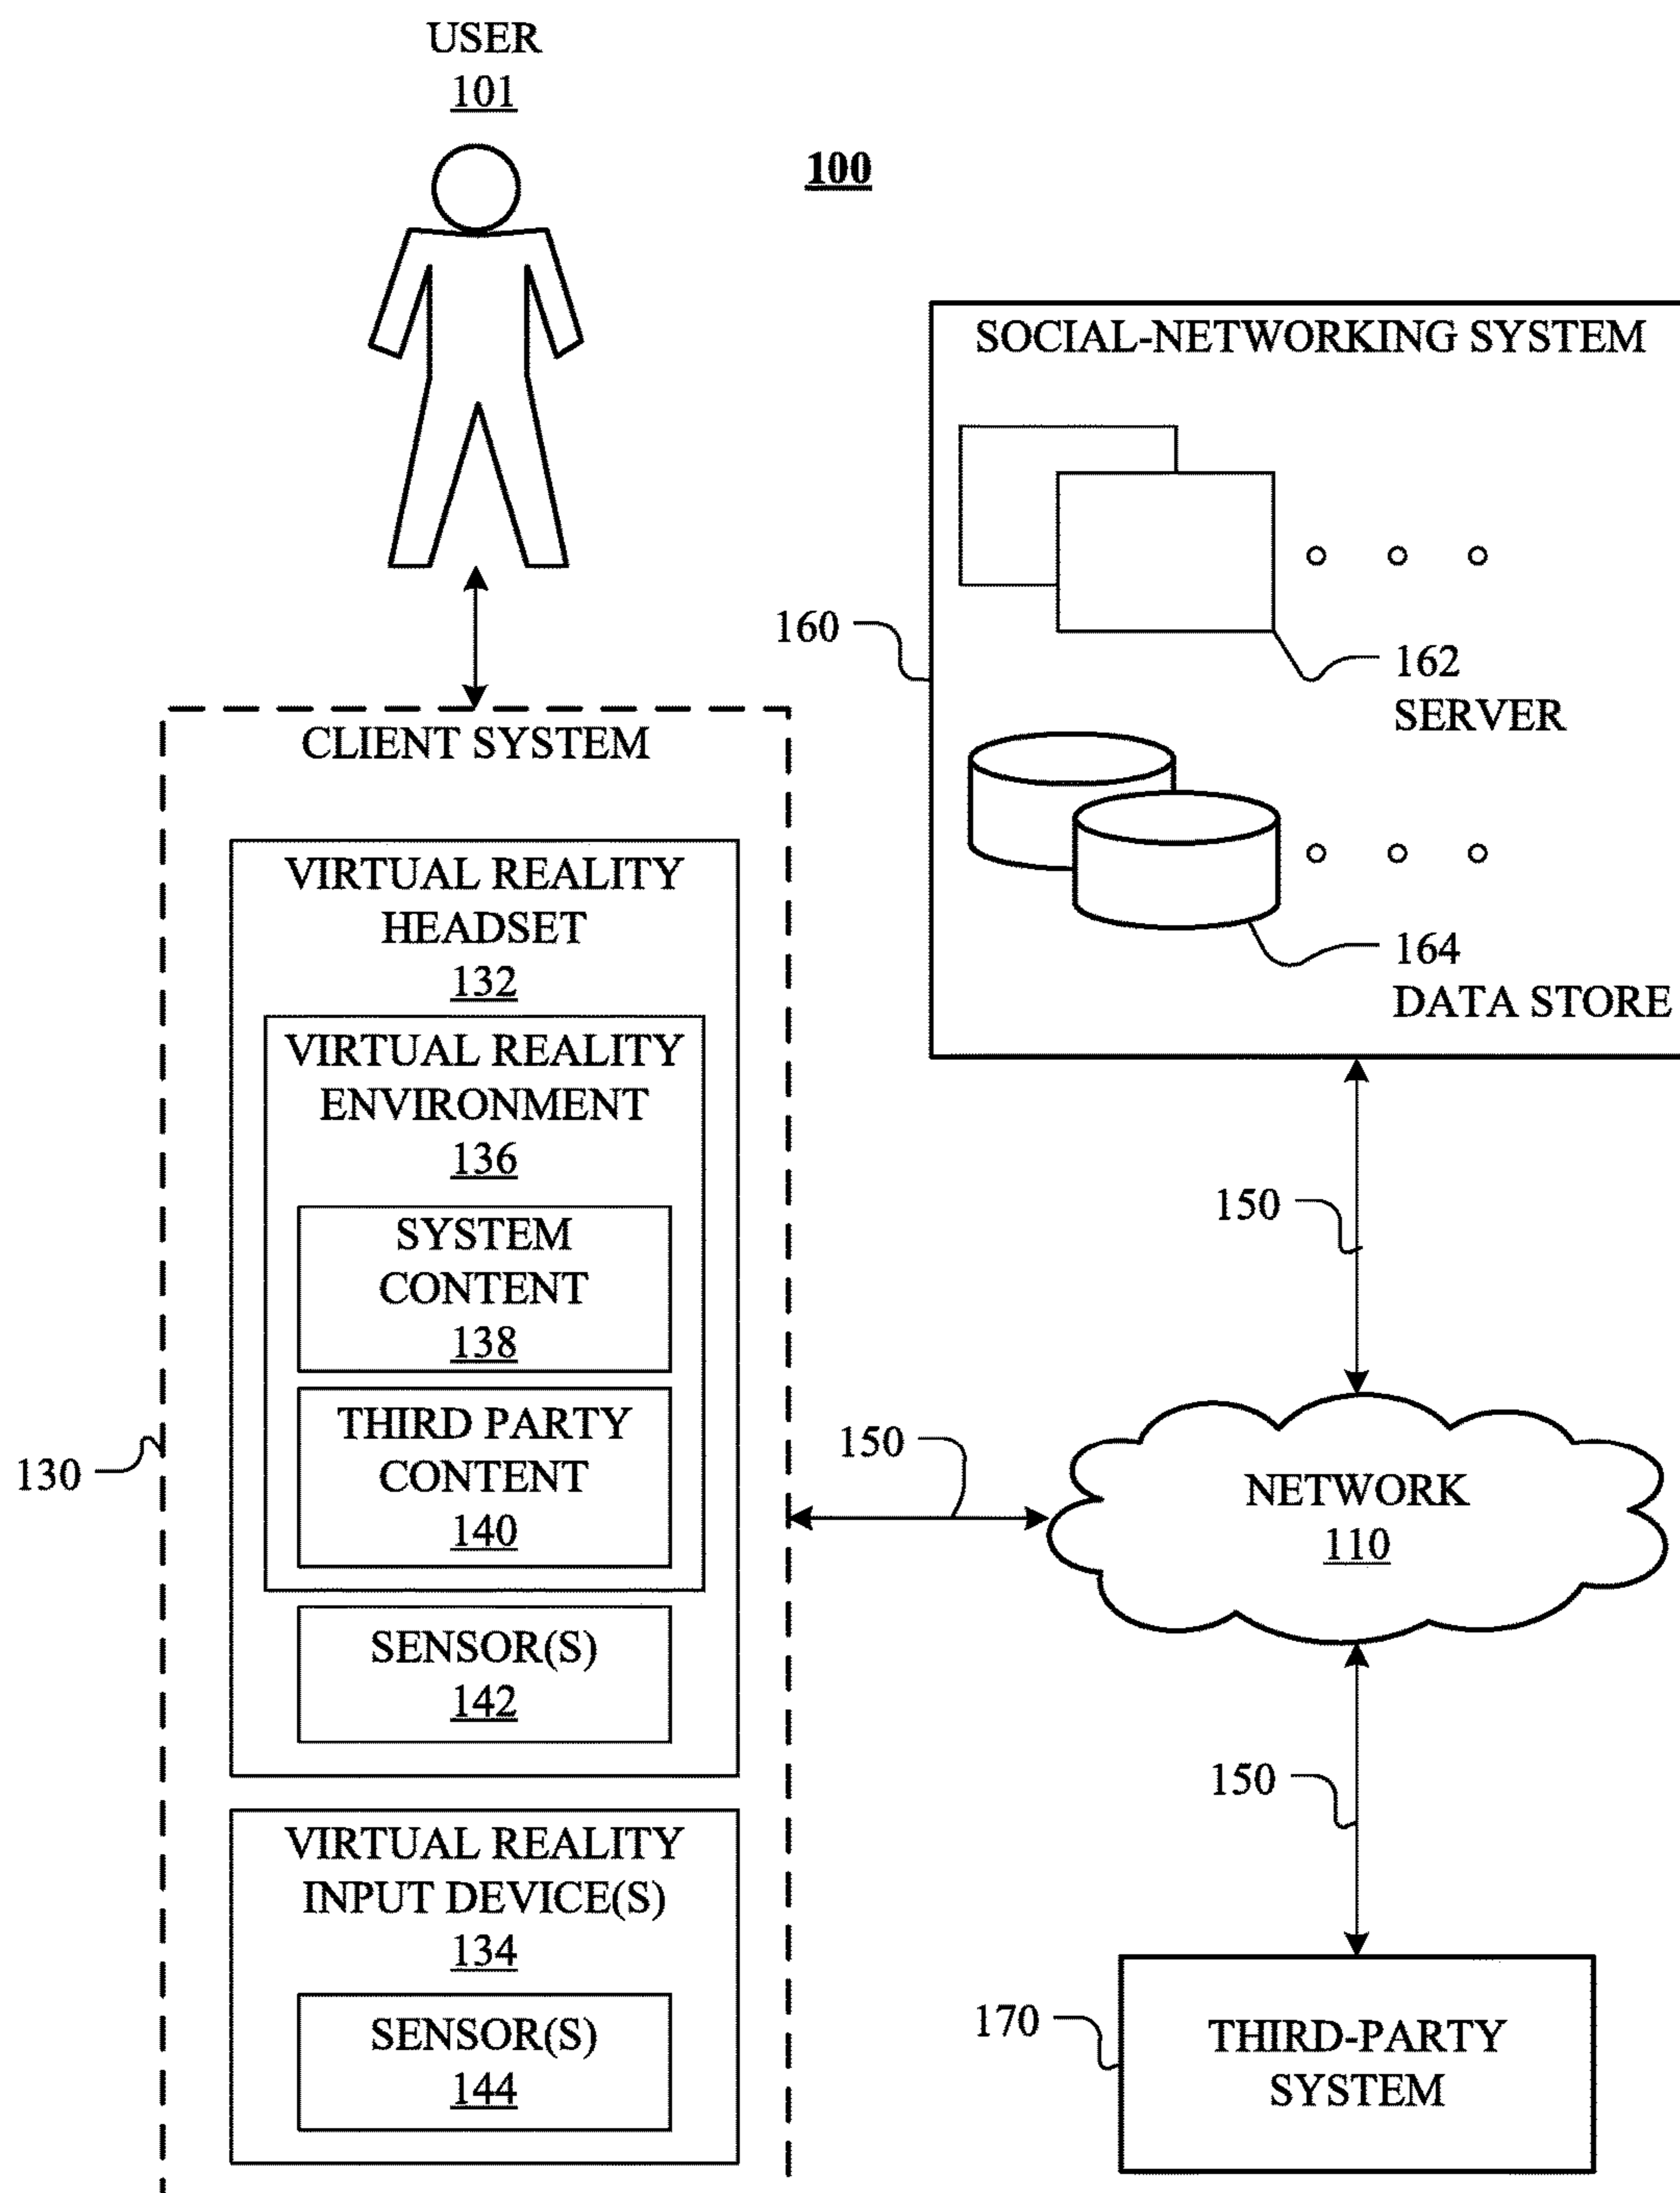 USER
101
100
SOCIAL-NETWORKING SYSTEM
160
162
SERVER
164
DATA STORE
CLIENT SYSTEM
130
VIRTUAL REALITY
HEADSET
132
VIRTUAL REALITY
ENVIRONMENT
136
SYSTEM
CONTENT
138
THIRD PARTY
CONTENT
140
SENSOR(S)
142
VIRTUAL REALITY
INPUT DEVICE(S)
134
SENSOR(S)
144
150
150
NETWORK
110
150
170
THIRD-PARTY
SYSTEM